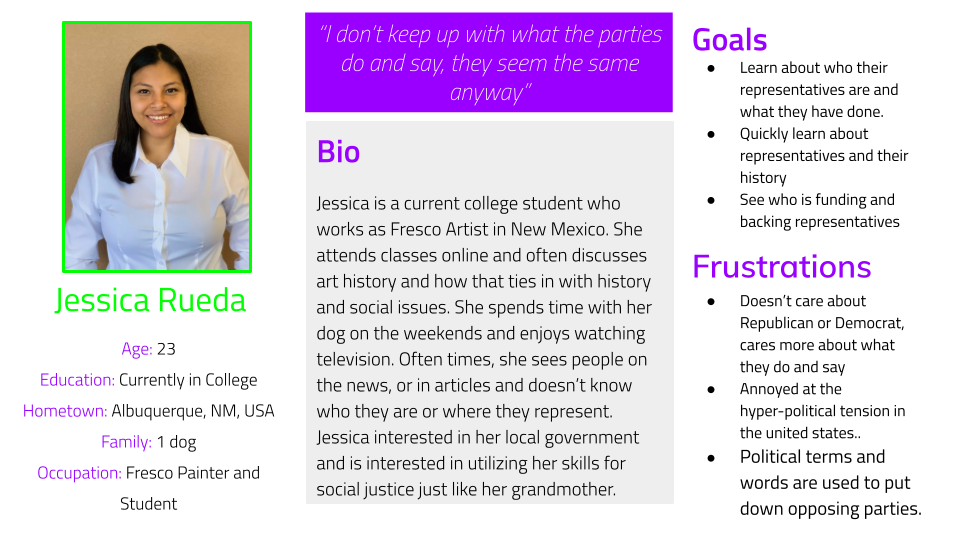 Jessica Rueda
Age: 23
Education: Currently in College
Hometown: Albuquerque, NM, USA
Family: 1 dog
Occupation: Fresco Painter and
Student
“I don’t keep up with what the parties
do and say, they seem the same
anyway”
Bio
Jessica is a current college student who
works as Fresco Artist in New Mexico. She
attends classes online and often discusses
art history and how that ties in with history
and social issues. She spends time with her
dog on the weekends and enjoys watching
television. Often times, she sees people on
the news, or in articles and doesn’t know
who they are or where they represent.
Jessica interested in her local government
and is interested in utilizing her skills for
social justice just like her grandmother.
Goals
● Learn about who their
representatives are and
what they have done.
● Quickly learn about
representatives and their
history
● See who is funding and
backing representatives
Frustrations
● Doesn’t care about
Republican or Democrat,
cares more about what
they do and say
● Annoyed at the
hyper-political tension in
the united states..
● Political terms and
words are used to put
down opposing parties.